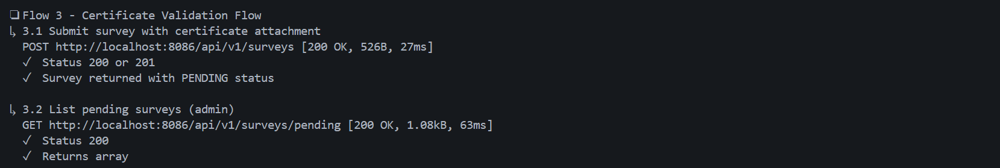 ❏ Flow 3 - Certificate Validation Flow
↳ 3.1 Submit survey with certificate attachment
POST http://localhost:8086/api/v1/surveys [200 OK, 526B, 27ms]
✓ Status 200 or 201
✓ Survey returned with PENDING status
↳ 3.2 List pending surveys (admin)
GET http://localhost:8086/api/v1/surveys/pending [200 OK, 1.08kB, 63ms]
✓ Status 200
✓ Returns array